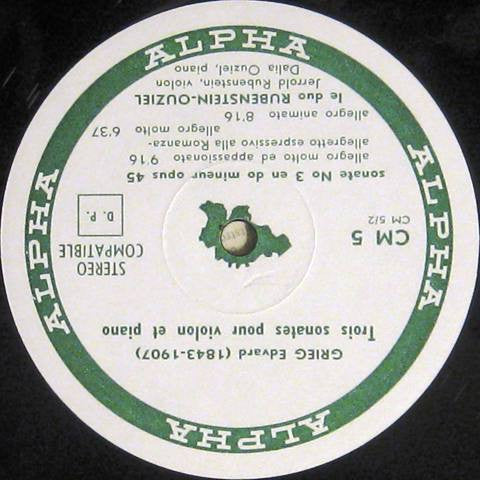 ALPHA
ALPHA
ALPHA
ALPHA
GRIEG Edvard (1843-1907)
Trois sonates pour violon et piano
CM 5
CM 5/2
STEREO
COMPATIBLE
D. P.
sonate No 3 en do mineur opus 45
allegro molto ed appassionato 9'16
allegretto espressivo alla Romanza-
allegro molto 6'37
allegro animato 8'16
le duo RUBENSTEIN-OUZIEL
Jerrold Rubenstein, violon
Dalia Ouziel, piano